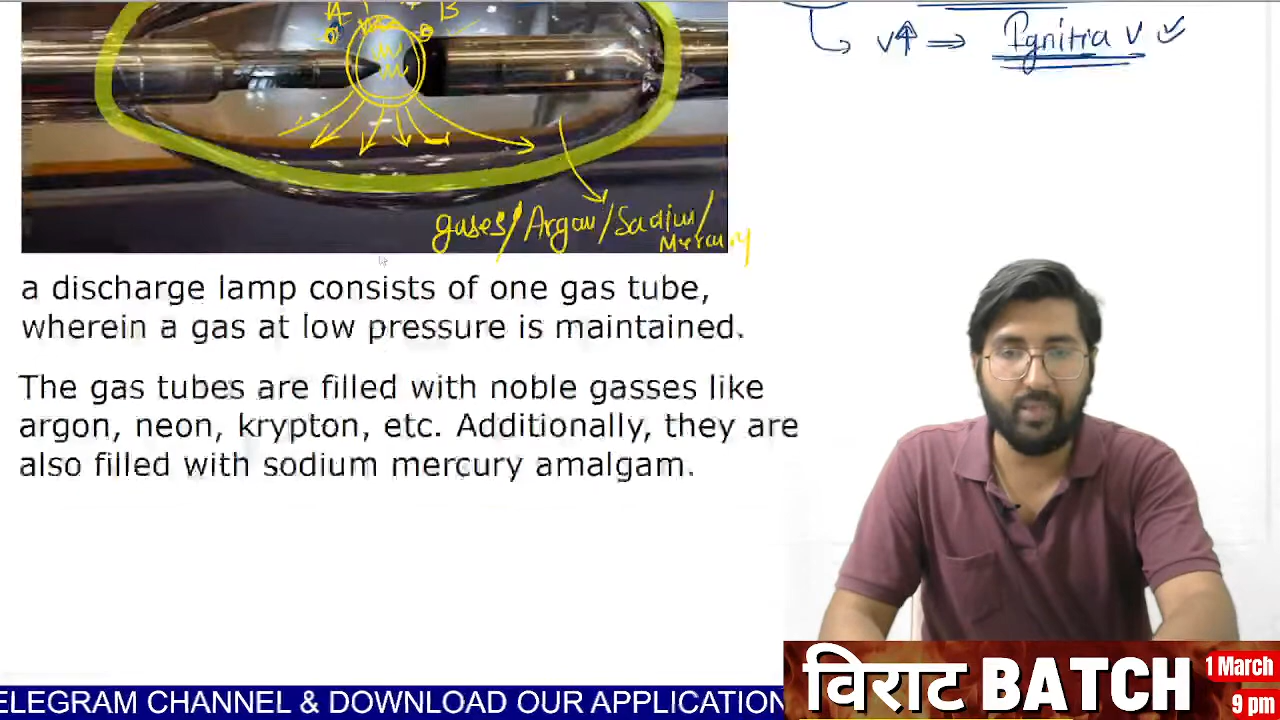 A B
V⇑ ⇒ Ignitia V
gases/Argon/Sodium/
Mercury
a discharge lamp consists of one gas tube,
wherein a gas at low pressure is maintained.
The gas tubes are filled with noble gasses like
argon, neon, krypton, etc. Additionally, they are
also filled with sodium mercury amalgam.
विराट BATCH
1 March
9 pm
ELEGRAM CHANNEL & DOWNLOAD OUR APPLICATION